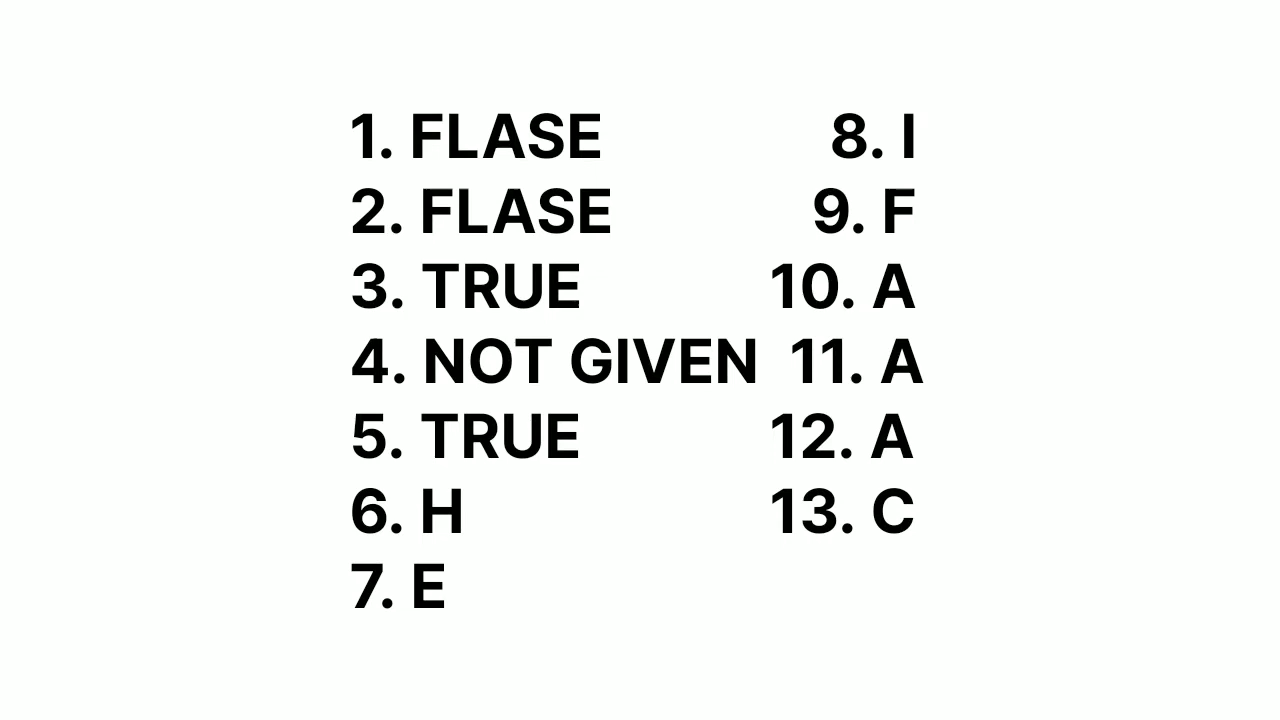 1. FLASE
2. FLASE
3. TRUE
4. NOT GIVEN
5. TRUE
6. H
7. E
8. I
9. F
10. A
11. A
12. A
13. C